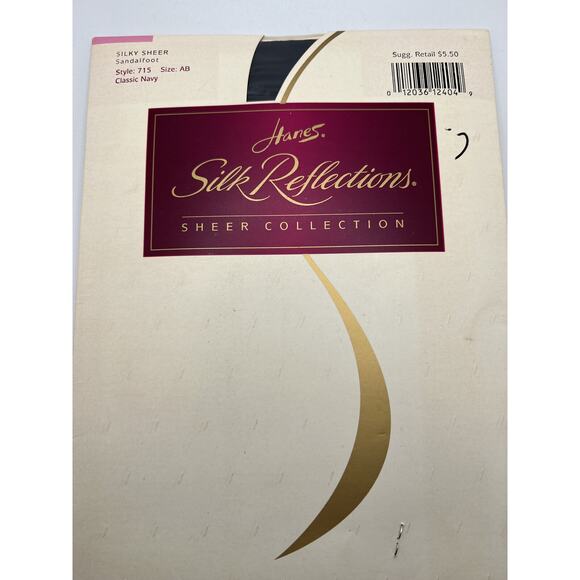 SILKY SHEER
Sandalfoot
Style: 715 Size: AB
Classic Navy
Sugg. Retail $5.50
0 12036 12404 9
Hanes®
Silk Reflections®
SHEER COLLECTION